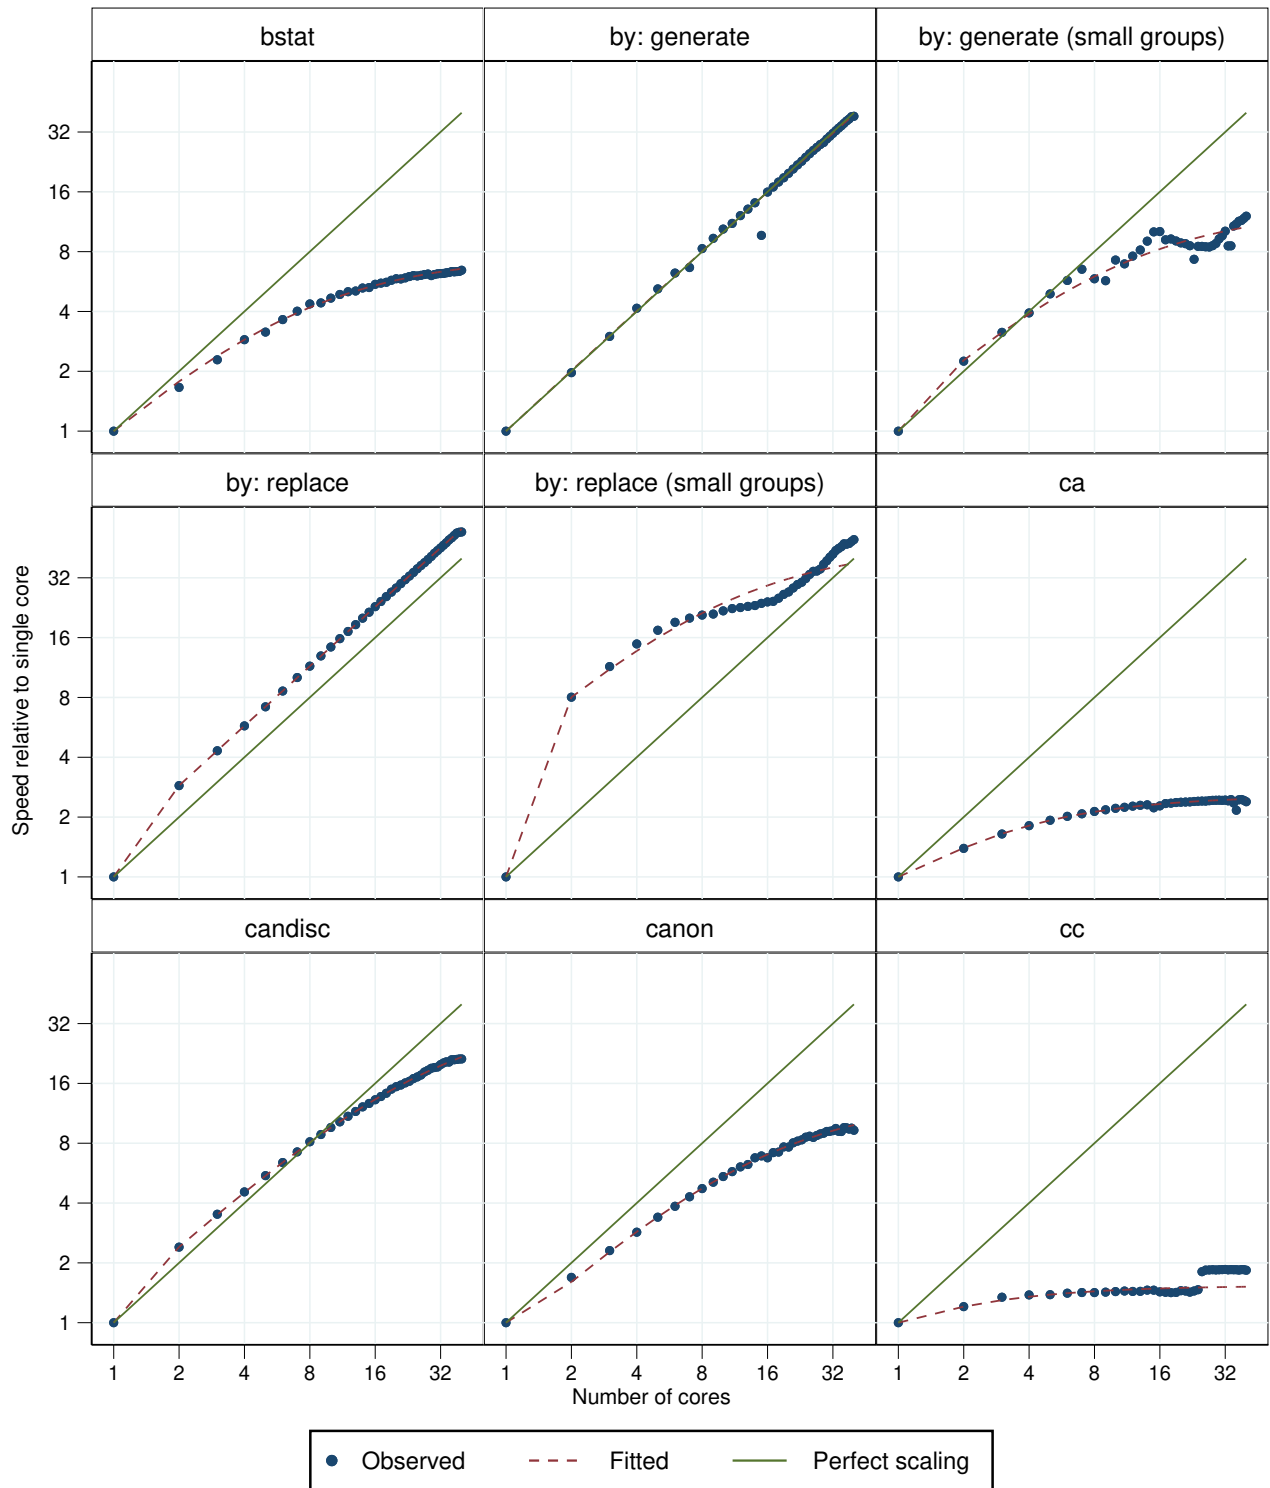 bstat
by: generate
by: generate (small groups)
32
16
8
4
2
1
by: replace
by: replace (small groups)
ca
32
16
8
4
2
1
Speed relative to single core
candisc
canon
cc
32
16
8
4
2
1
1 2 4 8 16 32
1 2 4 8 16 32
1 2 4 8 16 32
Number of cores
Observed Fitted Perfect scaling